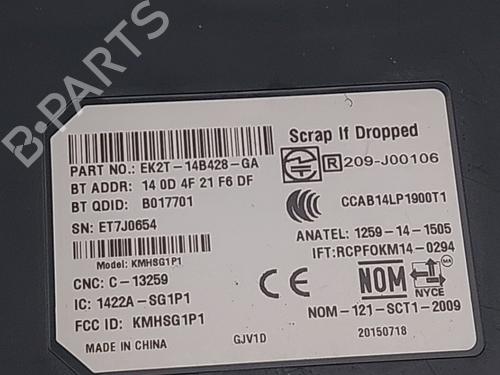 B-PARTS
Scrap If Dropped
PART NO.: EK2T-14B428-GA
R 209-J00106
BT ADDR: 14 0D 4F 21 F6 DF
BT QDID: B017701
CCAB14LP1900T1
SN: ET7J0654
ANATEL: 1259-14-1505
IFT:RCPFOKM14-0294
Model: KMHSG1P1
CNC: C-13259
IC: 1422A-SG1P1
CE
NOM
MX
NYCE
FCC ID: KMHSG1P1
NOM-121-SCT1-2009
MADE IN CHINA
GJV1D
20150718